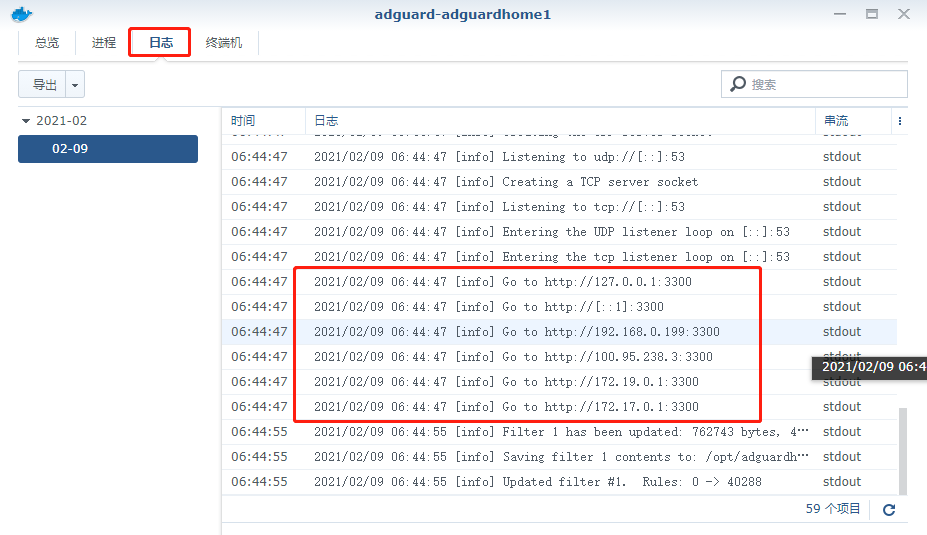 adguard-adguardhome1
总览 进程 日志 终端机
导出 搜索
2021-02
02-09
时间 日志 串流
06:44:47 2021/02/09 06:44:47 [info] Listening to udp://[::]:53 stdout
06:44:47 2021/02/09 06:44:47 [info] Creating a TCP server socket stdout
06:44:47 2021/02/09 06:44:47 [info] Listening to tcp://[::]:53 stdout
06:44:47 2021/02/09 06:44:47 [info] Entering the UDP listener loop on [::]:53 stdout
06:44:47 2021/02/09 06:44:47 [info] Entering the tcp listener loop on [::]:53 stdout
06:44:47 2021/02/09 06:44:47 [info] Go to http://127.0.0.1:3300 stdout
06:44:47 2021/02/09 06:44:47 [info] Go to http://[::1]:3300 stdout
06:44:47 2021/02/09 06:44:47 [info] Go to http://192.168.0.199:3300 stdout
06:44:47 2021/02/09 06:44:47 [info] Go to http://100.95.238.3:3300 stdout
2021/02/09 06:4
06:44:47 2021/02/09 06:44:47 [info] Go to http://172.19.0.1:3300 stdout
06:44:47 2021/02/09 06:44:47 [info] Go to http://172.17.0.1:3300 stdout
06:44:55 2021/02/09 06:44:55 [info] Filter 1 has been updated: 762743 bytes, 4… stdout
06:44:55 2021/02/09 06:44:55 [info] Saving filter 1 contents to: /opt/adguardh… stdout
06:44:55 2021/02/09 06:44:55 [info] Updated filter #1. Rules: 0 -> 40288 stdout
59 个项目